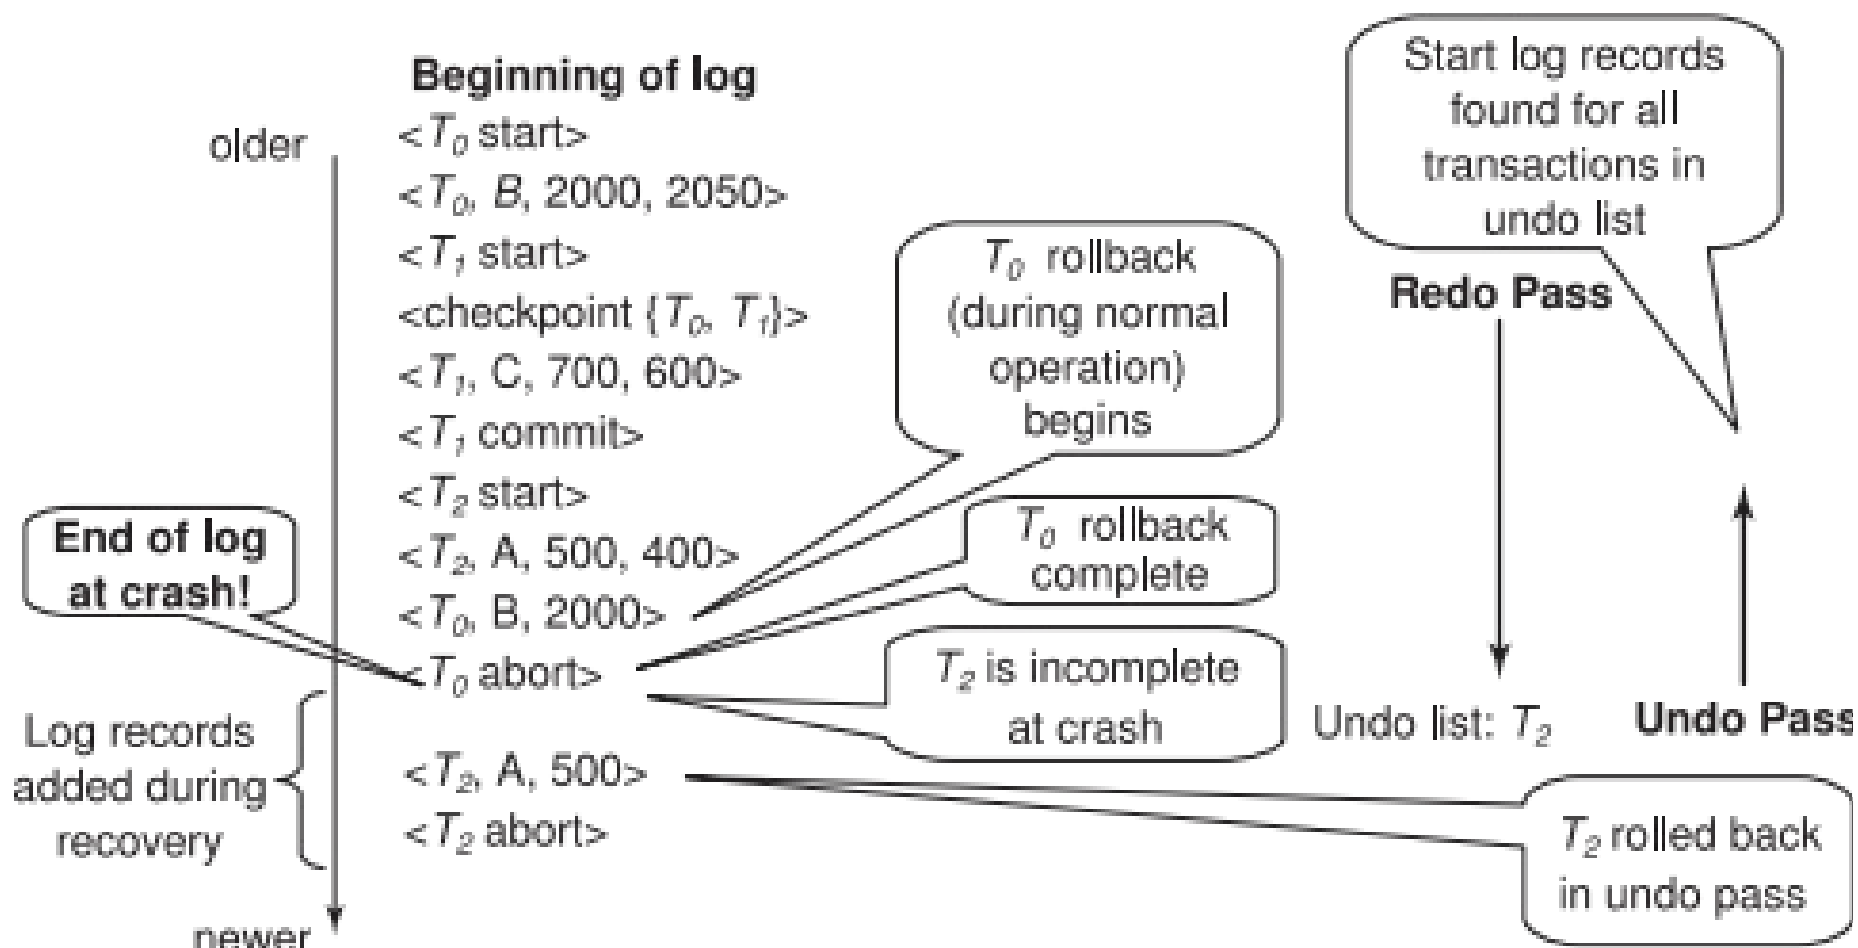 Beginning of log
older
<T0 start>
<T0, B, 2000, 2050>
<T1 start>
<checkpoint {T0, T1}>
<T1, C, 700, 600>
<T1 commit>
<T2 start>
<T2, A, 500, 400>
<T0, B, 2000>
<T0 abort>
<T2, A, 500>
<T2 abort>
newer
End of log
at crash!
Log records
added during
recovery
T0 rollback
(during normal
operation)
begins
T0 rollback
complete
T2 is incomplete
at crash
Start log records
found for all
transactions in
undo list
Redo Pass
Undo list: T2
Undo Pass
T2 rolled back
in undo pass